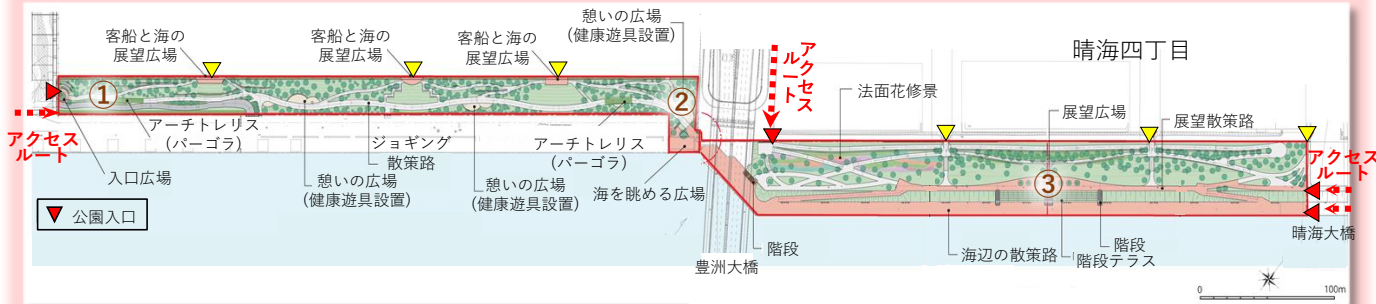 客船と海の
展望広場
客船と海の
展望広場
客船と海の
展望広場
憩いの広場
(健康遊具設置)
アクセス
ルート
晴海四丁目
法面花修景
展望広場
展望散策路
①
②
③
アクセス
ルート
アーチトレリス
(パーゴラ)
入口広場
憩いの広場
(健康遊具設置)
ジョギング
散策路
憩いの広場
(健康遊具設置)
アーチトレリス
(パーゴラ)
海を眺める広場
アクセス
ルート
公園入口
豊洲大橋
階段
海辺の散策路
階段
階段テラス
晴海大橋
0 100m